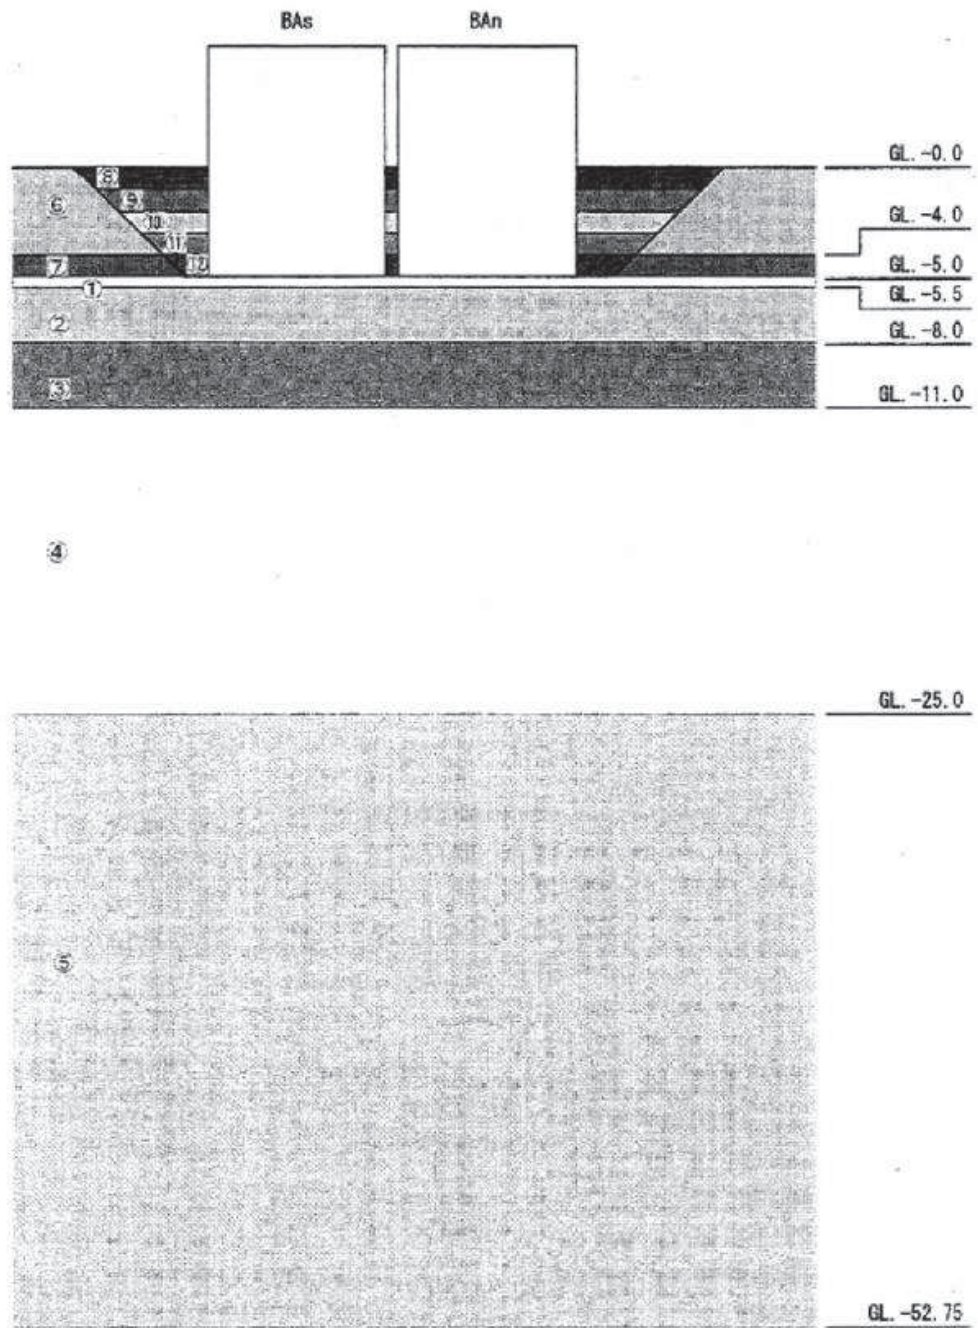 BAs BAn
GL. -0.0
⑧
⑨
⑥
GL. -4.0
⑩
⑪
⑦ ⑫
GL. -5.0
①
GL. -5.5
②
GL. -8.0
③
GL. -11.0
④
GL. -25.0
⑤
GL. -52.75